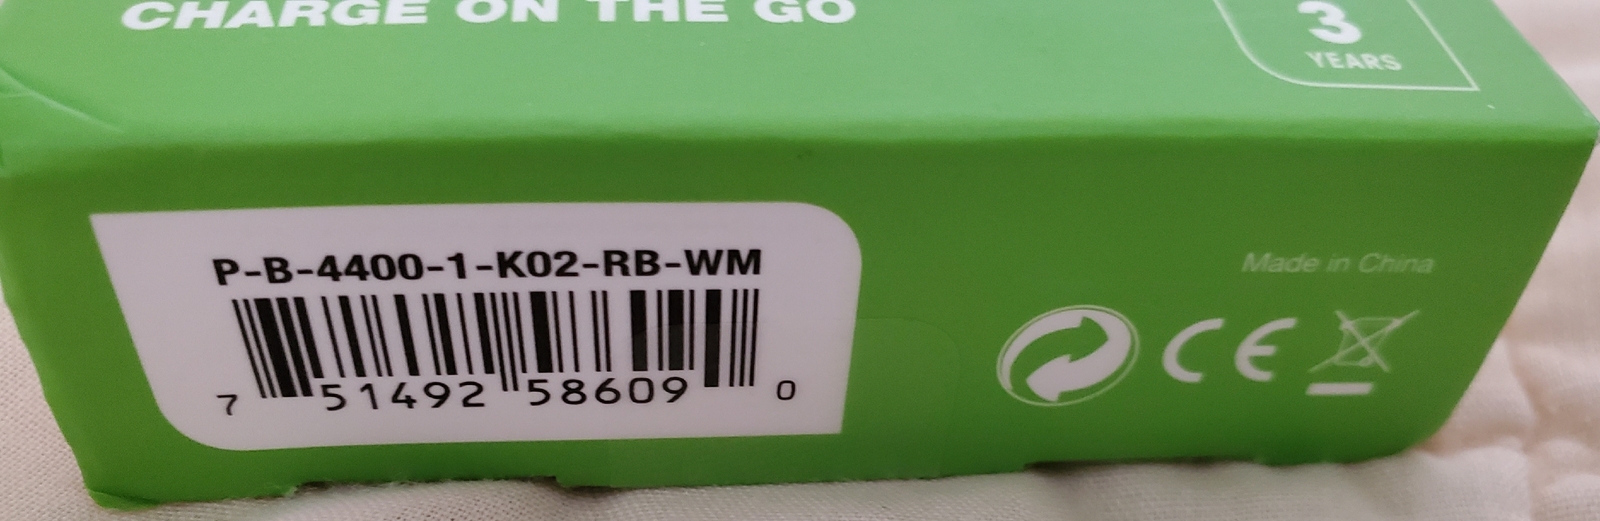 CHARGE ON THE GO
3
YEARS
P-B-4400-1-K02-RB-WM
7 51492 58609 0
Made in China
CE